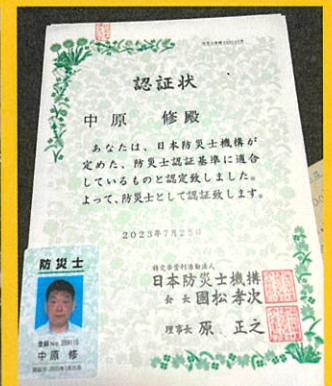 認証状
中原 修殿
あなたは、日本防災士機構が
定めた、防災士認証基準に適合
しているものと認定致しました。
よって、防災士として認証致します。
2023年7月25日
特定非営利活動法人
日本防災士機構
会長 國松孝次
理事長 原 正之
防災士
中原 修